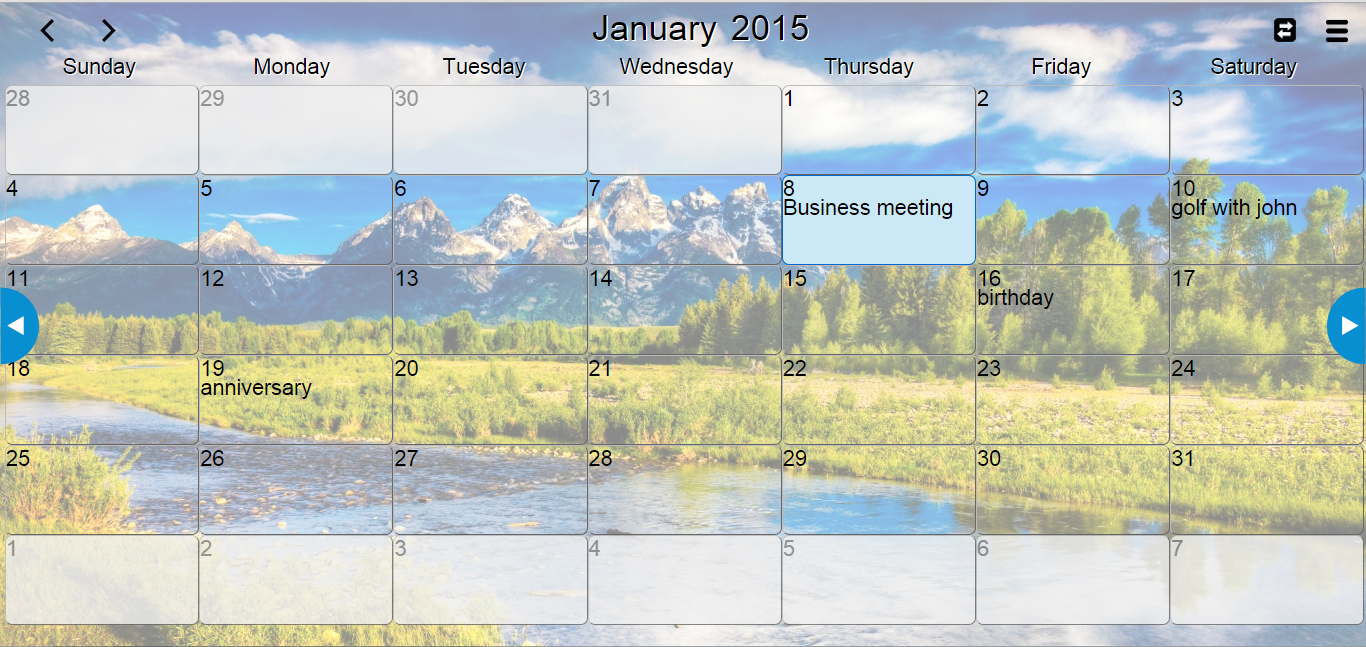 January 2015
Sunday Monday Tuesday Wednesday Thursday Friday Saturday
28 29 30 31 1 2 3
4 5 6 7 8 9 10
Business meeting golf with john
11 12 13 14 15 16 17
birthday
18 19 20 21 22 23 24
anniversary
25 26 27 28 29 30 31
1 2 3 4 5 6 7